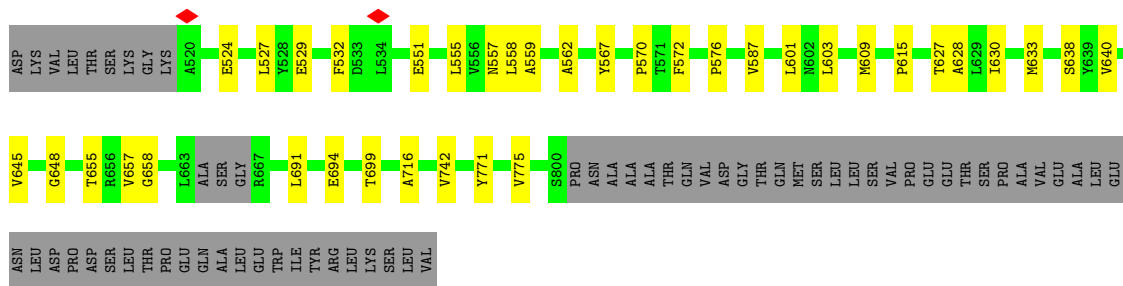 ASP LYS VAL LEU THR SER LYS GLY LYS A520 E524 L527 Y528 E529 F532 D533 L534 E551 L555 V556 N557 L558 A559 A562 Y567 P570 T571 F572 P576 V587 L601 N602 L603 M609 P615 T627 A628 L629 I630 M633 S638 Y639 V640
V645 G648 T655 R656 V657 G658 L663 ALA SER GLY R667 L691 E694 T699 A716 V742 Y771 V775 S800 PRO ASN ALA ALA ALA THR GLN VAL ASP GLY THR GLN MET SER LEU LEU SER VAL PRO GLU GLU THR SER PRO ALA VAL GLU ALA LEU GLU
ASN LEU ASP PRO ASP SER LEU THR PRO GLU GLN ALA LEU GLU TRP ILE TYR ARG LEU LYS SER LEU VAL